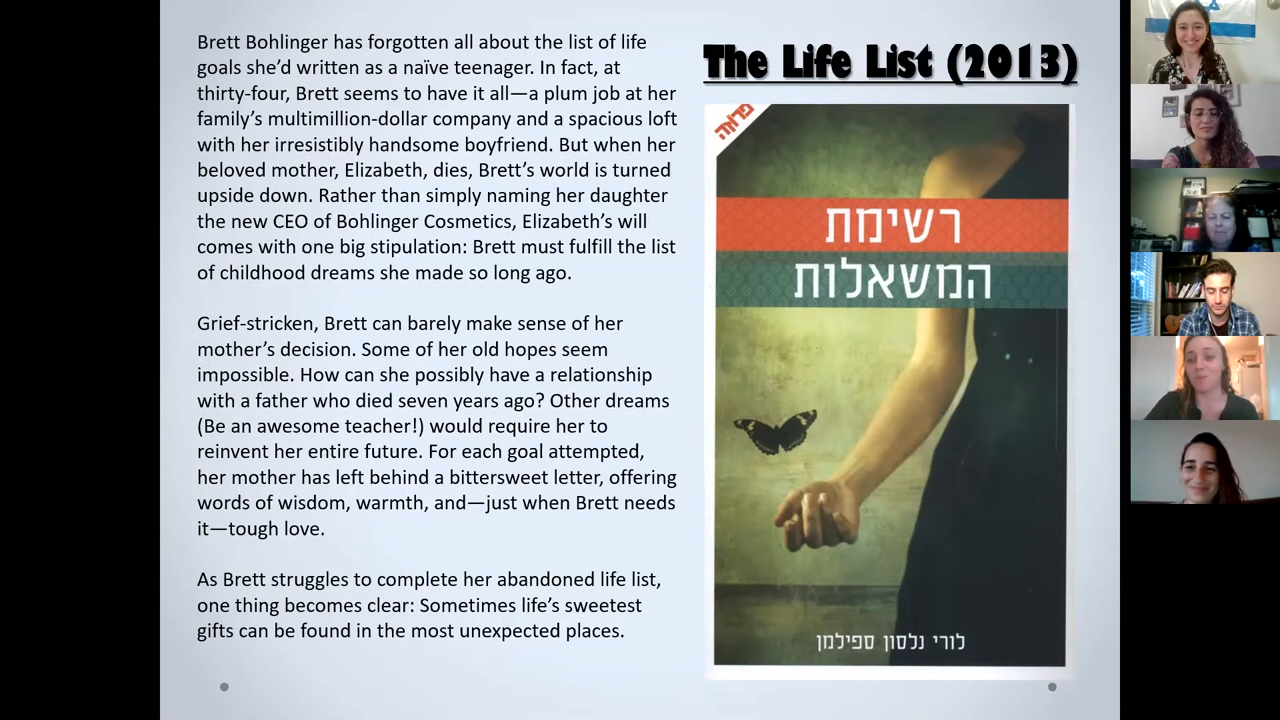 Brett Bohlinger has forgotten all about the list of life
goals she’d written as a naïve teenager. In fact, at
thirty-four, Brett seems to have it all—a plum job at her
family’s multimillion-dollar company and a spacious loft
with her irresistibly handsome boyfriend. But when her
beloved mother, Elizabeth, dies, Brett’s world is turned
upside down. Rather than simply naming her daughter
the new CEO of Bohlinger Cosmetics, Elizabeth’s will
comes with one big stipulation: Brett must fulfill the list
of childhood dreams she made so long ago.
Grief-stricken, Brett can barely make sense of her
mother’s decision. Some of her old hopes seem
impossible. How can she possibly have a relationship
with a father who died seven years ago? Other dreams
(Be an awesome teacher!) would require her to
reinvent her entire future. For each goal attempted,
her mother has left behind a bittersweet letter, offering
words of wisdom, warmth, and—just when Brett needs
it—tough love.
As Brett struggles to complete her abandoned life list,
one thing becomes clear: Sometimes life’s sweetest
gifts can be found in the most unexpected places.
The Life List (2013)
פראה
רשימת
המשאלות
לורי נלסון ספילמן